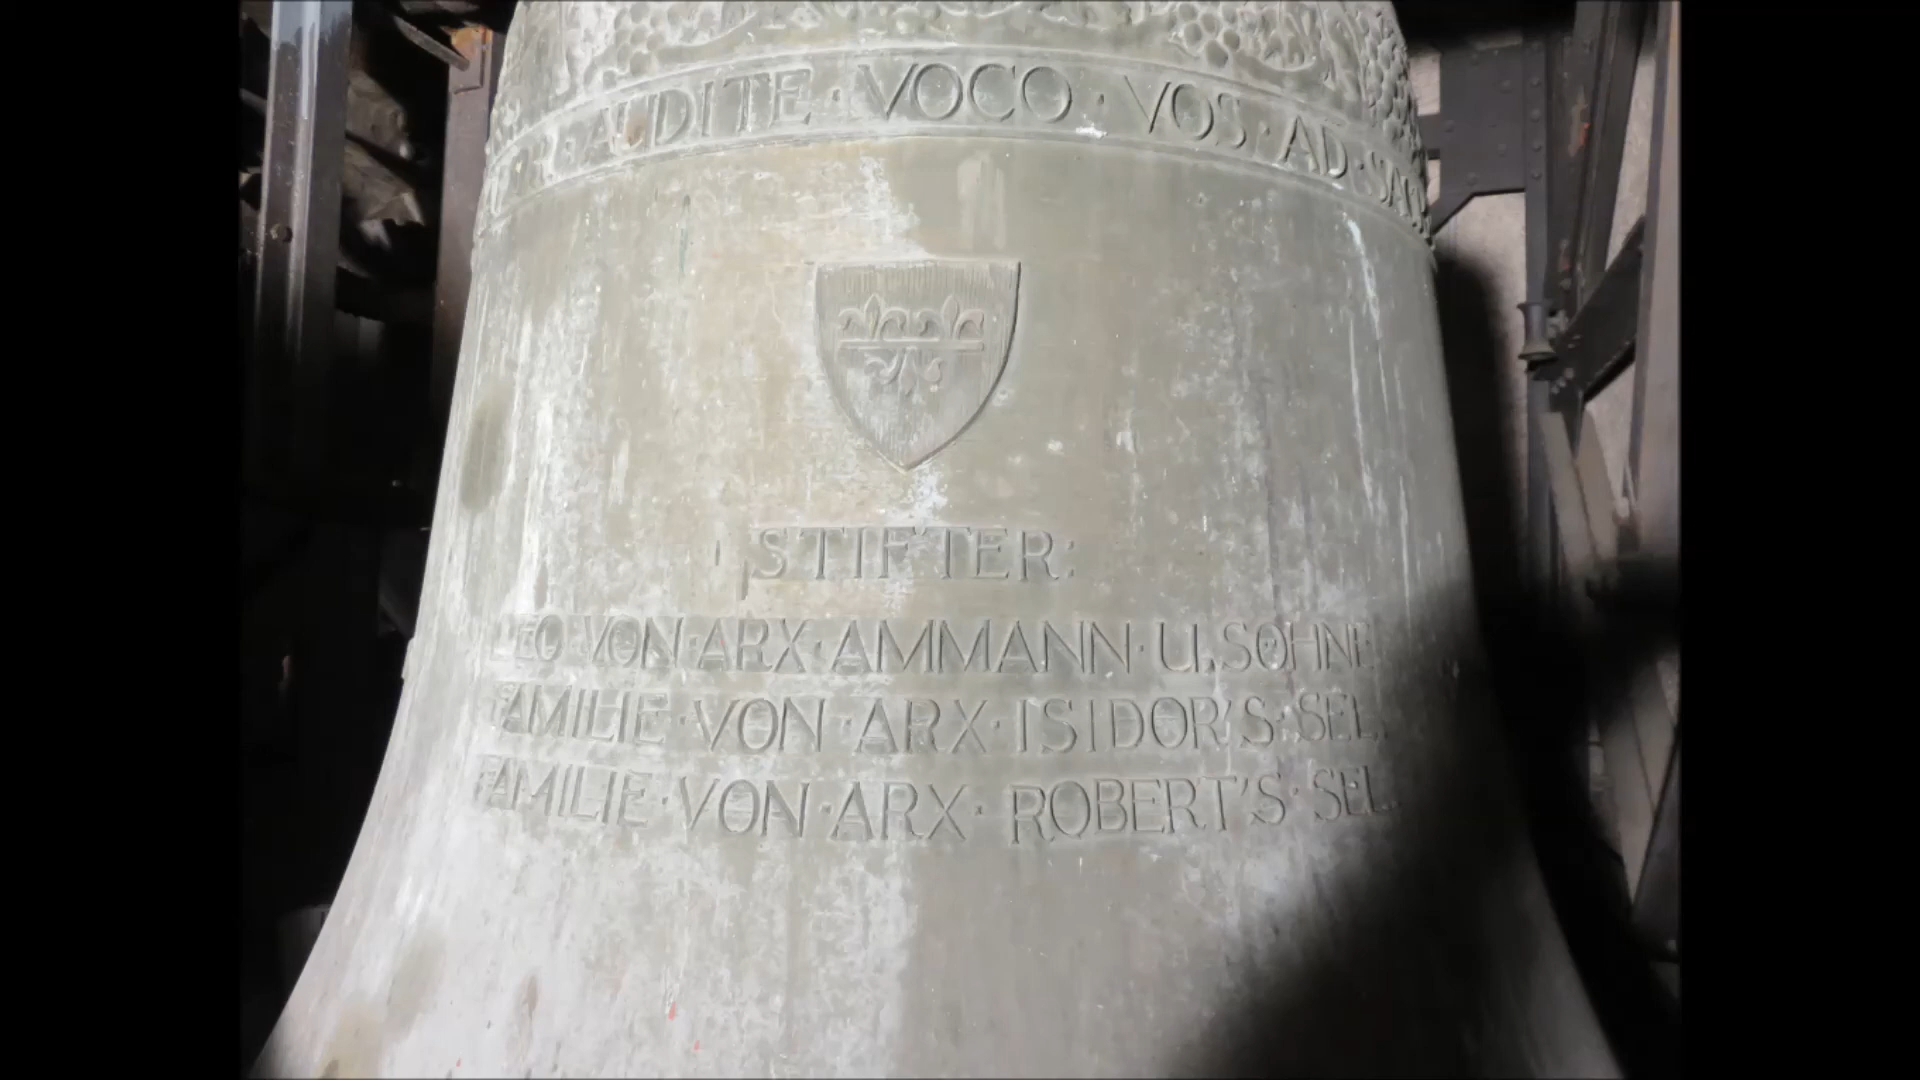 AUDITE · VOCO · VOS · AD ·
STIFTER:
LEO VON · ARX · AMMANN · U. SÖHNE
FAMILIE · VON · ARX · ISIDOR'S · SEL.
FAMILIE · VON · ARX · ROBERT'S · SEL.